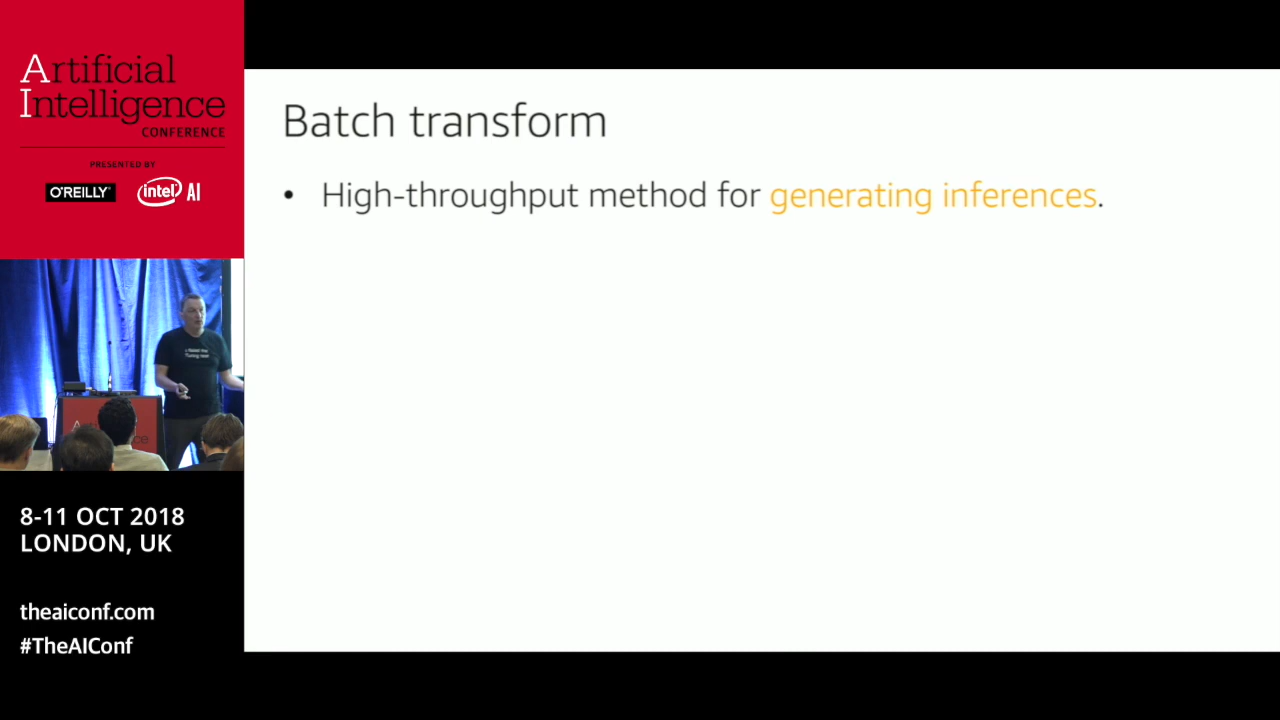 Artificial
Intelligence
CONFERENCE
PRESENTED BY
O'REILLY®
intel® AI
Batch transform
• High-throughput method for generating inferences.
8-11 OCT 2018
LONDON, UK
theaiconf.com
#TheAIConf